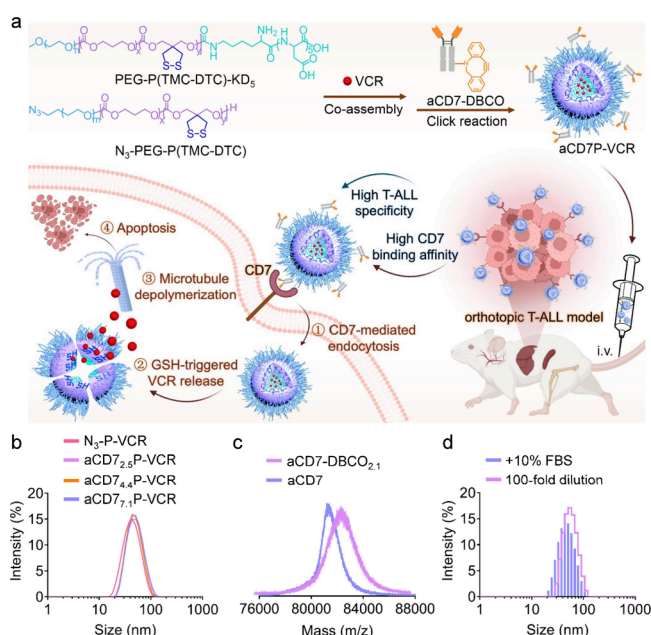 a
PEG-P(TMC-DTC)-KD5
N3-PEG-P(TMC-DTC)
VCR
Co-assembly
aCD7-DBCO
Click reaction
aCD7P-VCR
High T-ALL
specificity
High CD7
binding affinity
orthotopic T-ALL model
i.v.
CD7
① CD7-mediated
endocytosis
② GSH-triggered
VCR release
③ Microtubule
depolymerization
④ Apoptosis
b
N3-P-VCR
aCD72.5P-VCR
aCD74.4P-VCR
aCD77.1P-VCR
Intensity (%)
20
15
10
5
0
1 10 100 1000
Size (nm)
c
aCD7-DBCO2.1
aCD7
76000 80000 84000 88000
Mass (m/z)
d
+10% FBS
100-fold dilution
Intensity (%)
20
15
10
5
0
1 10 100 1000
Size (nm)